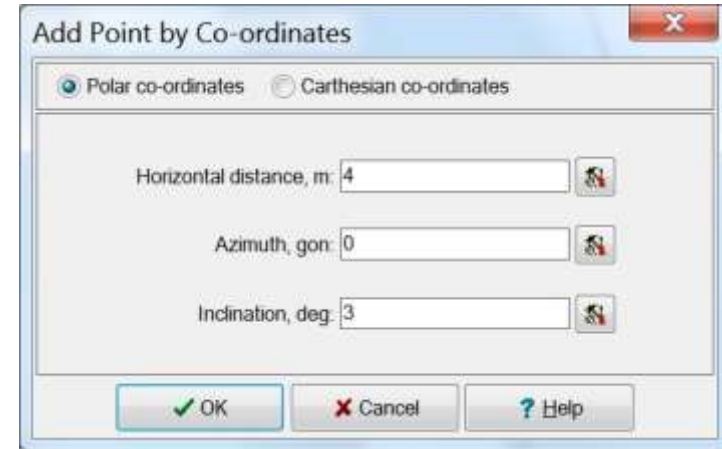 Add Point by Co-ordinates
Polar co-ordinates Carthesian co-ordinates
Horizontal distance, m: 4
Azimuth, gon: 0
Inclination, deg: 3
OK Cancel ? Help